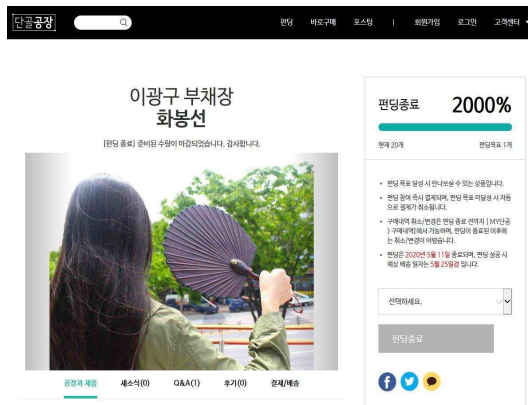 단골공장
펀딩 바로구매 포스팅 | 회원가입 로그인 고객센터
이광구 부채장
화봉선
[펀딩 종료] 준비된 수량이 마감되었습니다. 감사합니다.
공장과 제품 새소식(0) Q&A(1) 후기(0) 결제/배송
펀딩종료 2000%
현재 20개 펀딩목표 1개
• 펀딩 목표 달성 시 만나보실 수 있는 상품입니다.
• 펀딩 참여 즉시 결제되며, 펀딩 목표 미달성 시 자동
으로 결제가 취소됩니다.
• 구매내역 취소/변경은 펀딩 종료 전까지 [ MY단골
> 구매내역]에서 가능하며, 펀딩이 종료된 이후에
는 취소/변경이 어렵습니다.
• 펀딩은 2020년 5월 11일 종료되며, 펀딩 성공 시
예상 배송 일자는 5월 25일경 입니다.
선택하세요.
펀딩종료